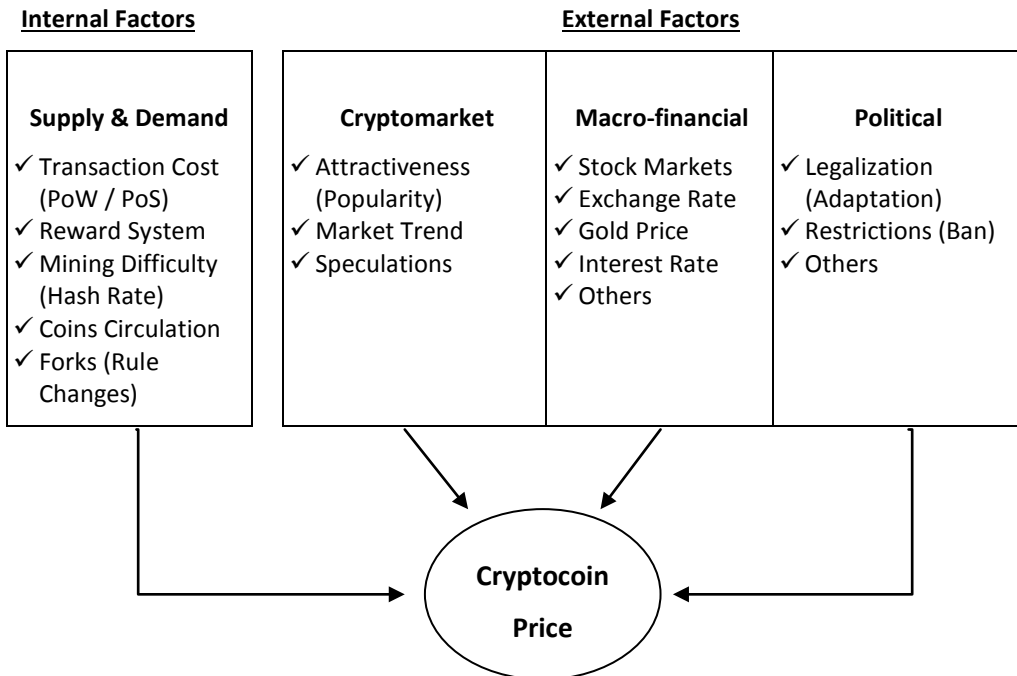 Internal Factors
External Factors
Supply & Demand
✓ Transaction Cost
(PoW / PoS)
✓ Reward System
✓ Mining Difficulty
(Hash Rate)
✓ Coins Circulation
✓ Forks (Rule
Changes)
Cryptomarket
✓ Attractiveness
(Popularity)
✓ Market Trend
✓ Speculations
Macro-financial
✓ Stock Markets
✓ Exchange Rate
✓ Gold Price
✓ Interest Rate
✓ Others
Political
✓ Legalization
(Adaptation)
✓ Restrictions (Ban)
✓ Others
Cryptocoin
Price